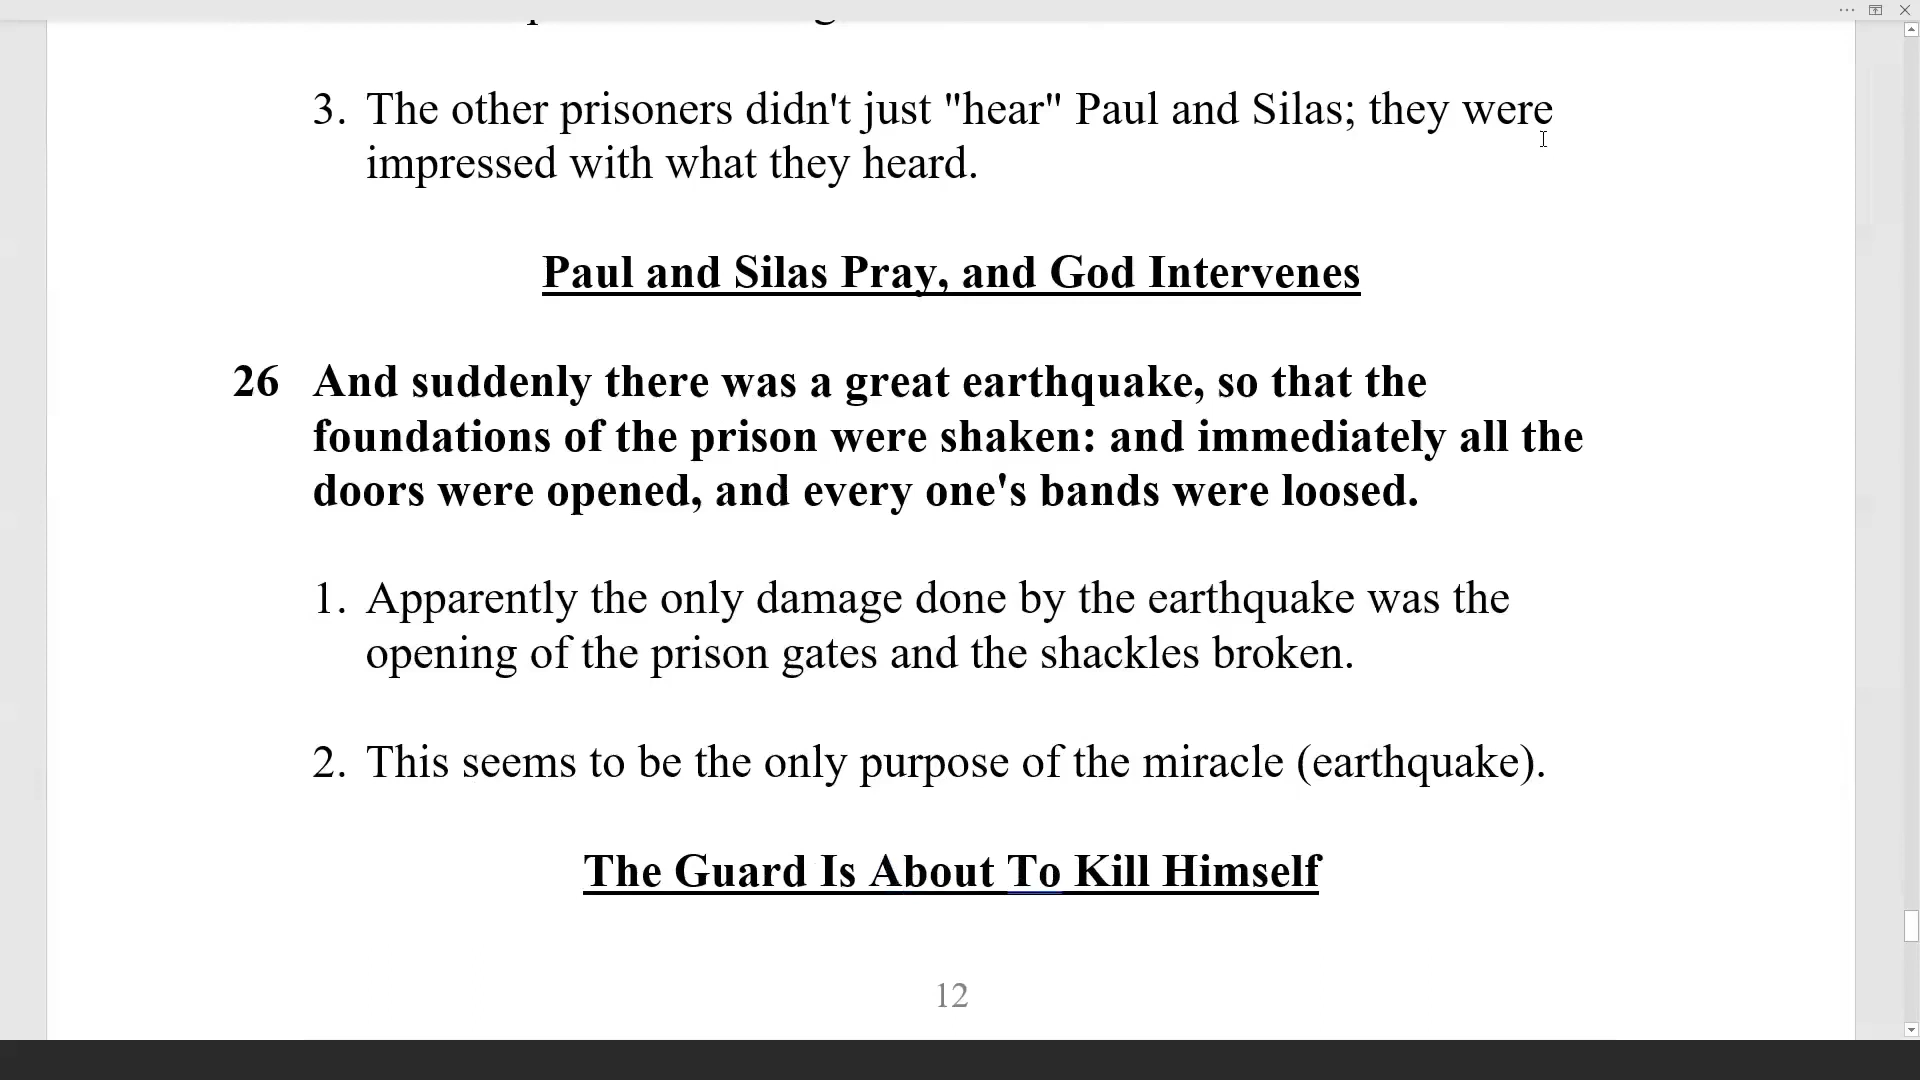 3. The other prisoners didn't just "hear" Paul and Silas; they were
impressed with what they heard.
Paul and Silas Pray, and God Intervenes
26 And suddenly there was a great earthquake, so that the
foundations of the prison were shaken: and immediately all the
doors were opened, and every one's bands were loosed.
1. Apparently the only damage done by the earthquake was the
opening of the prison gates and the shackles broken.
2. This seems to be the only purpose of the miracle (earthquake).
The Guard Is About To Kill Himself
12